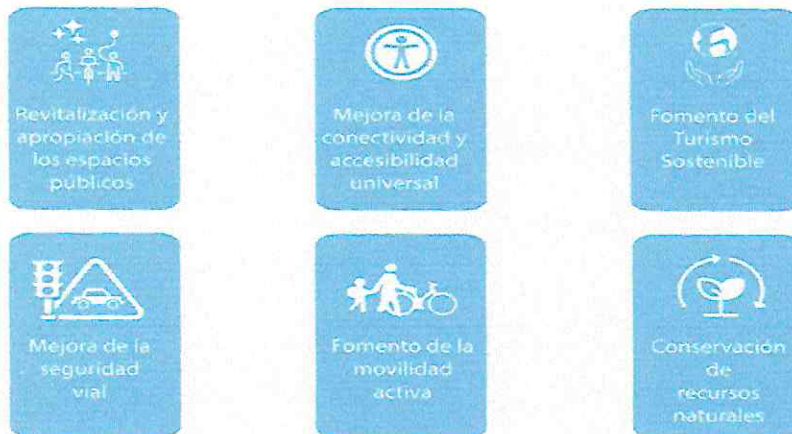 Revitalización y
apropiación de
los espacios
públicos
Mejora de la
conectividad y
accesibilidad
universal
Fomento del
Turismo
Sostenible
Mejora de la
seguridad
vial
Fomento de la
movilidad
activa
Conservación
de
recursos
naturales